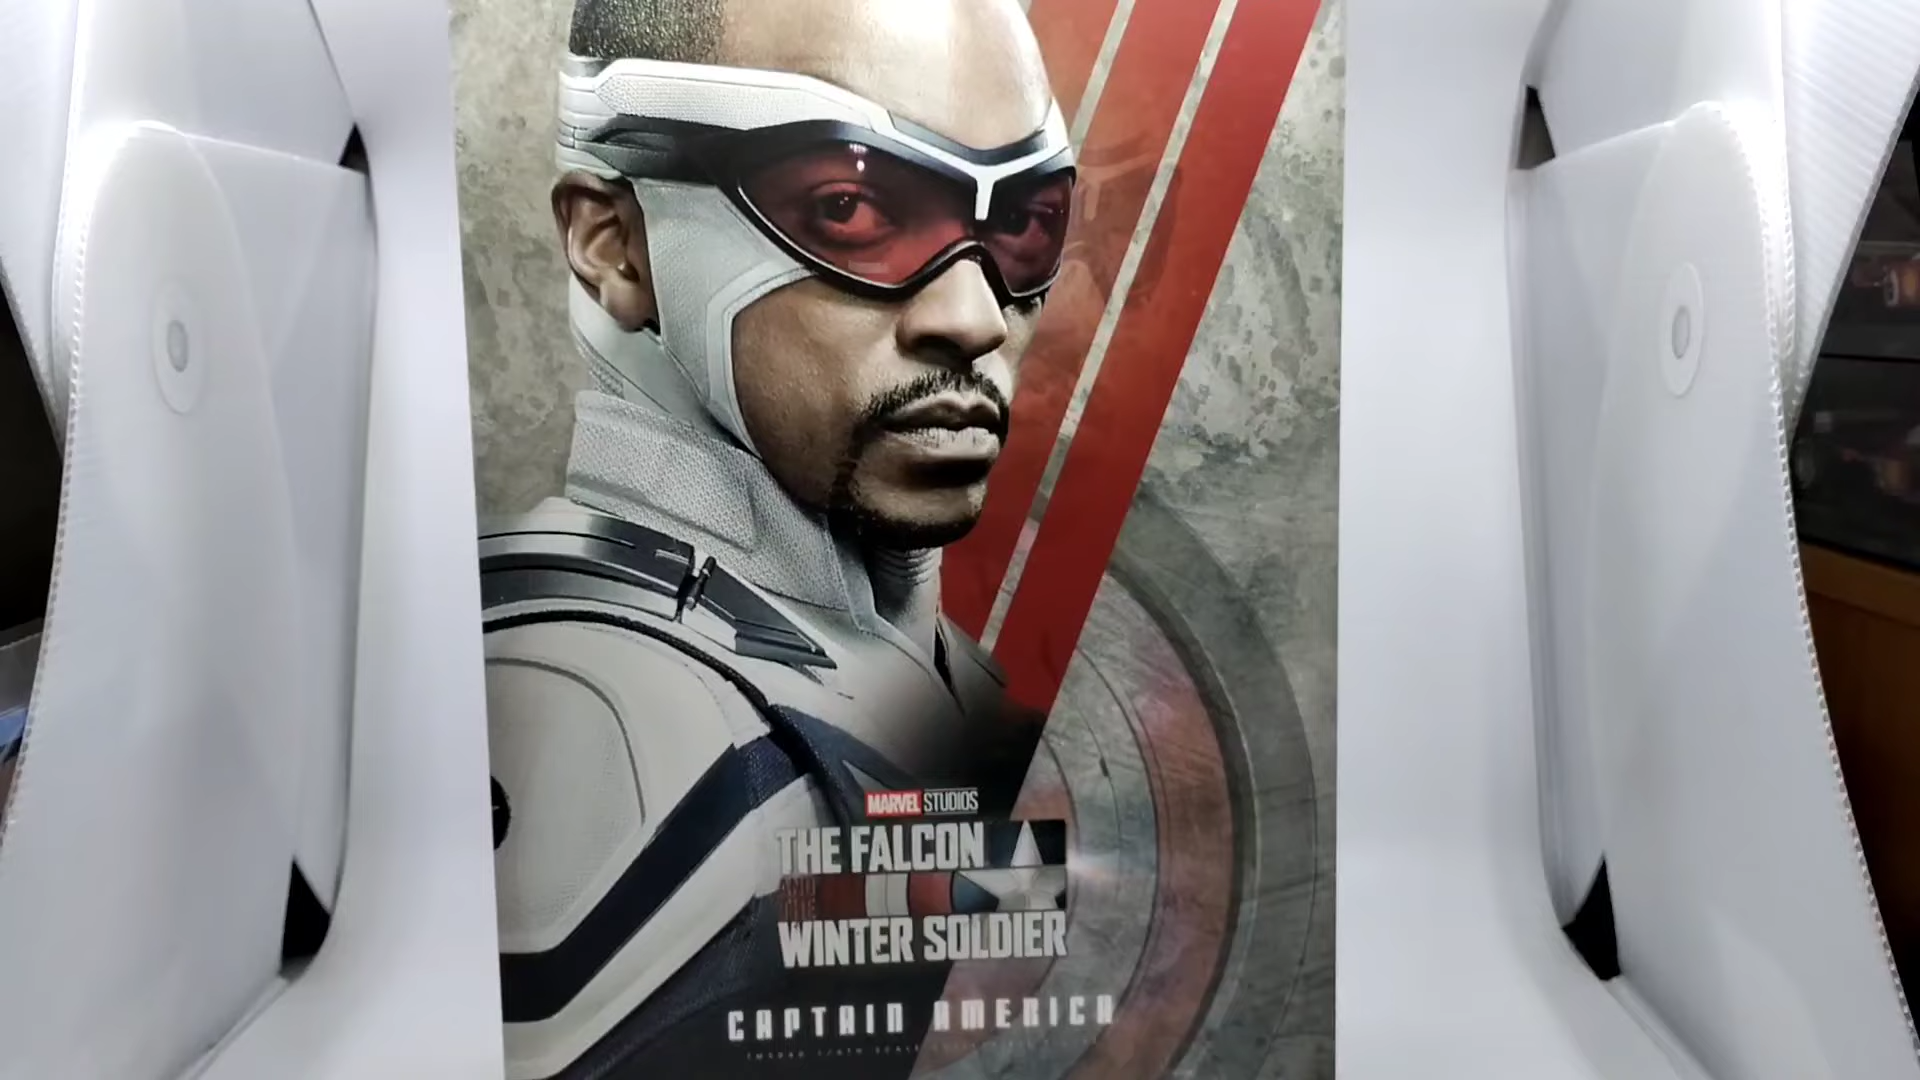 MARVEL STUDIOS
THE FALCON
AND THE
WINTER SOLDIER
CAPTAIN AMERICA